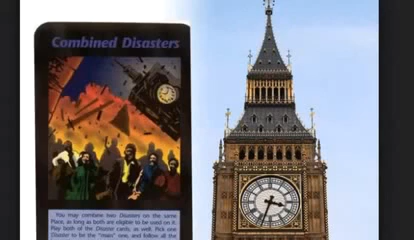 Combined Disasters
You may combine two Disasters on the same
Place, as long as both are eligible to be used on it.
Play both of the Disaster cards, as well. Pick one
Disaster to be the "main" one, and follow all the